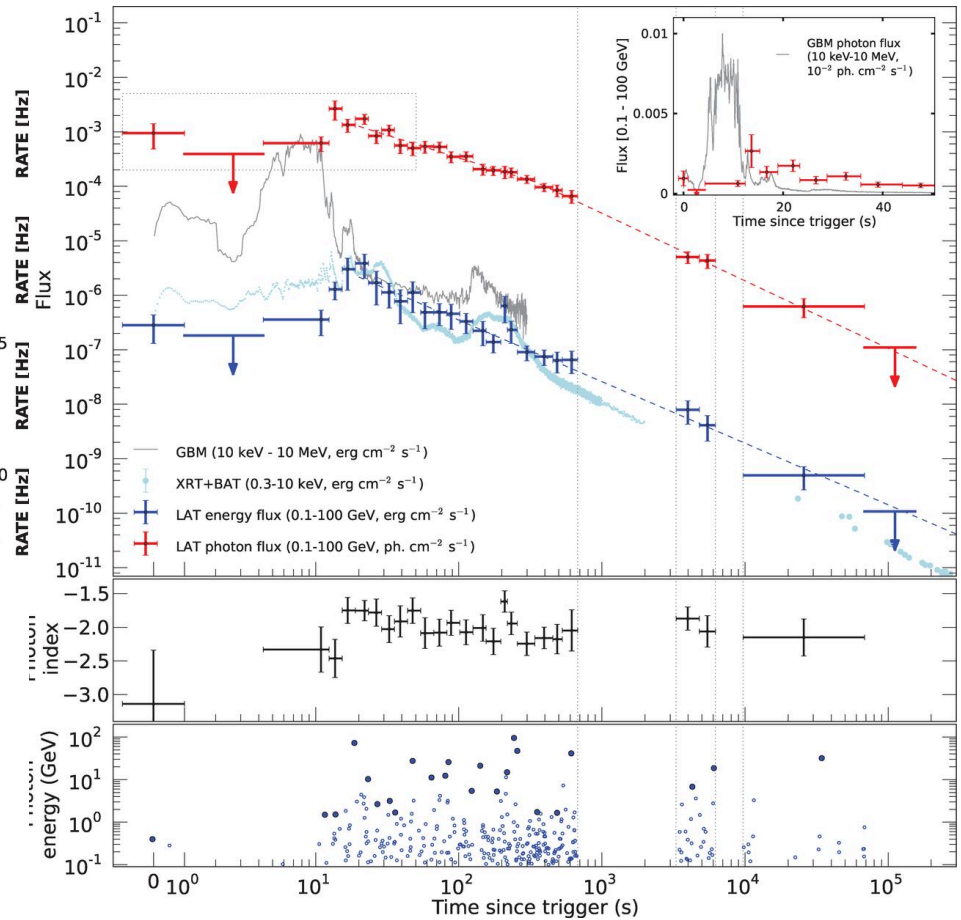 10⁻¹
10⁻²
10⁻³
10⁻⁴
10⁻⁵
10⁻⁶
10⁻⁷
10⁻⁸
10⁻⁹
10⁻¹⁰
10⁻¹¹
RATE [Hz]
RATE [Hz]
RATE [Hz]
Flux
5
RATE [Hz]
0
RATE [Hz]
0.01
0.005
0
Flux [0.1 - 100 GeV]
GBM photon flux
(10 keV-10 MeV,
10⁻² ph. cm⁻² s⁻¹)
0 20 40
Time since trigger (s)
GBM (10 keV - 10 MeV, erg cm⁻² s⁻¹)
XRT+BAT (0.3-10 keV, erg cm⁻² s⁻¹)
LAT energy flux (0.1-100 GeV, erg cm⁻² s⁻¹)
LAT photon flux (0.1-100 GeV, ph. cm⁻² s⁻¹)
−1.5
−2.0
−2.5
−3.0
index
10²
10¹
10⁰
10⁻¹
energy (GeV)
0 10⁰ 10¹ 10² 10³ 10⁴ 10⁵
Time since trigger (s)